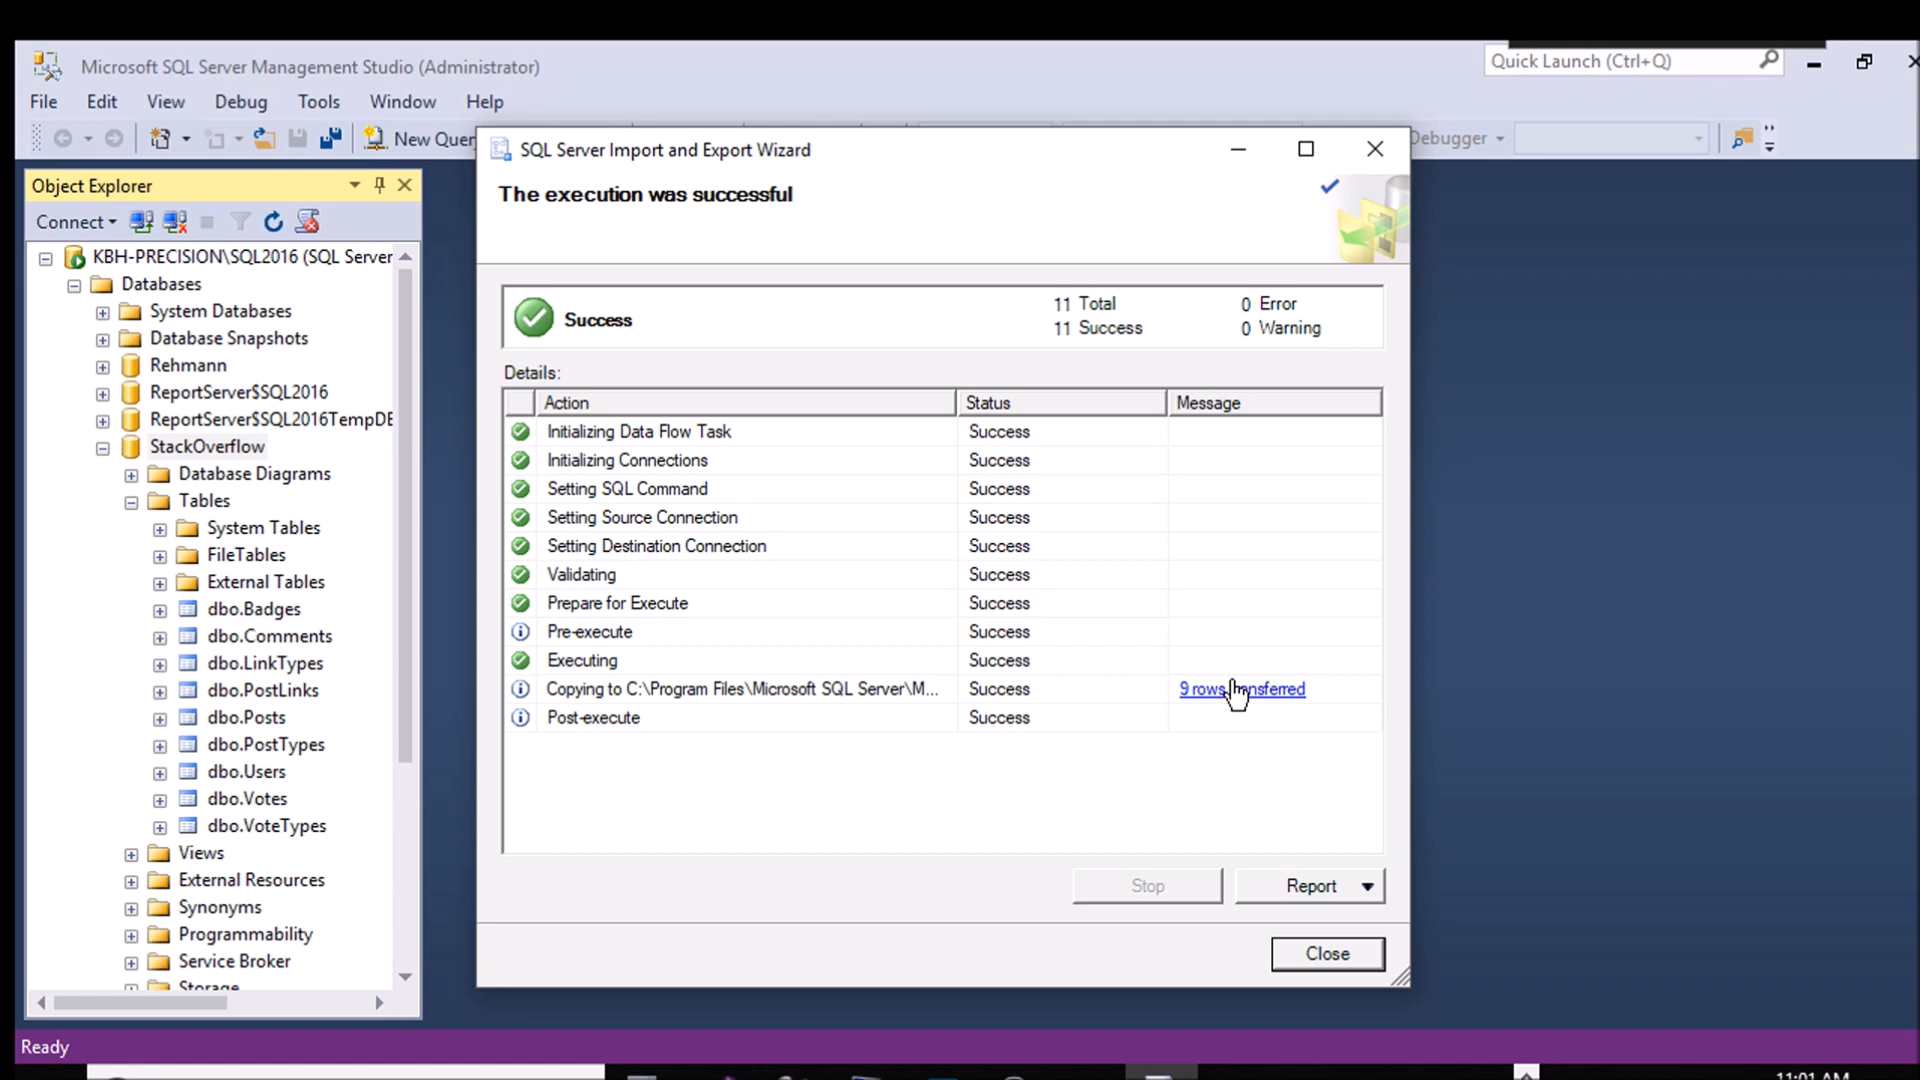 Microsoft SQL Server Management Studio (Administrator)
Quick Launch (Ctrl+Q)
File Edit View Debug Tools Window Help
New Quer
Debugger
Object Explorer
Connect
KBH-PRECISION\SQL2016 (SQL Server
Databases
System Databases
Database Snapshots
Rehmann
ReportServer$SQL2016
ReportServer$SQL2016TempDB
StackOverflow
Database Diagrams
Tables
System Tables
FileTables
External Tables
dbo.Badges
dbo.Comments
dbo.LinkTypes
dbo.PostLinks
dbo.Posts
dbo.PostTypes
dbo.Users
dbo.Votes
dbo.VoteTypes
Views
External Resources
Synonyms
Programmability
Service Broker
Storage
SQL Server Import and Export Wizard
The execution was successful
Success
11 Total
0 Error
11 Success
0 Warning
Details:
Action Status Message
Initializing Data Flow Task Success
Initializing Connections Success
Setting SQL Command Success
Setting Source Connection Success
Setting Destination Connection Success
Validating Success
Prepare for Execute Success
Pre-execute Success
Executing Success
Copying to C:\Program Files\Microsoft SQL Server\M... Success 9 rows transferred
Post-execute Success
Stop
Report
Close
Ready
11:01 AM